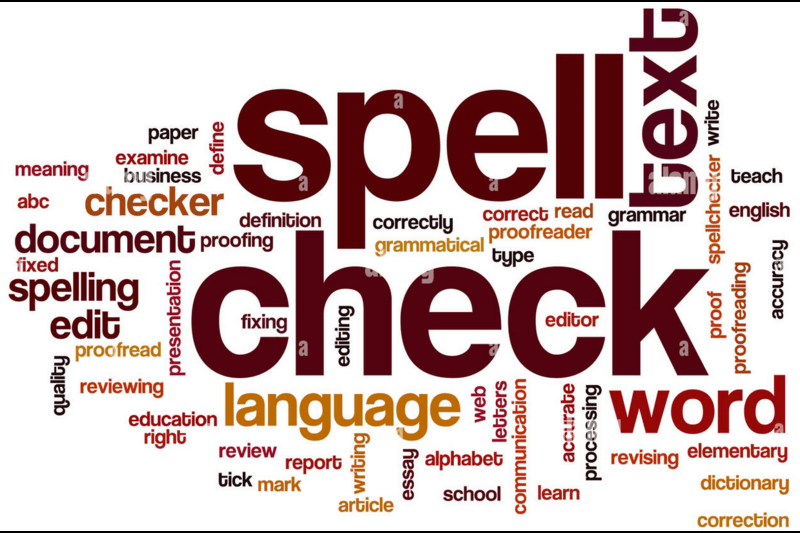 text
spell
write
paper
define
meaning
examine
business
teach
abc
checker
spellchecker
english
definition
correctly
correct
read
grammar
proofreader
document
proofing
grammatical
type
accuracy
fixed
check
spelling
presentation
proof
proofreading
edit
fixing
editing
editor
proofread
quality
reviewing
language
web
letters
communication
accurate
processing
word
education
right
review
report
writing
essay
alphabet
revising
elementary
tick
mark
article
school
learn
dictionary
correction
a
a
a
a
a
a
a
a